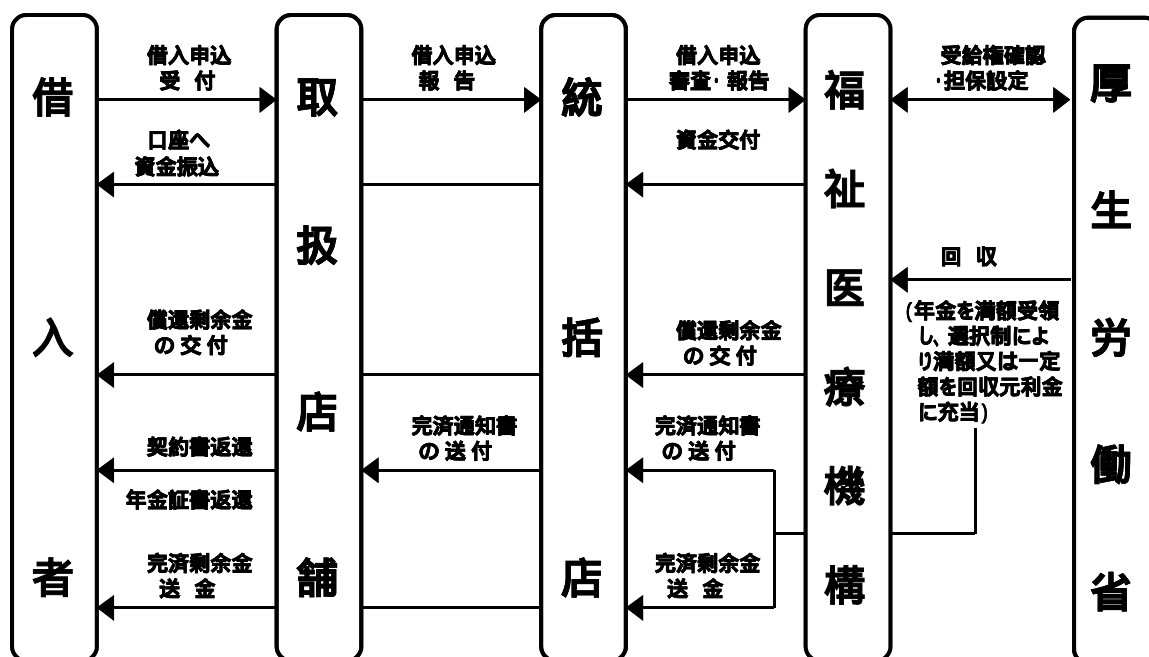 借入者
取扱店舗
統括店
福祉医療機構
厚生労働省
借入申込
受 付
借入申込
報 告
借入申込
審査・報告
受給権確認
・担保設定
口座へ
資金振込
資金交付
回 収
(年金を満額受領
し、選択制によ
り満額又は一定
額を回収元利金
に充当)
償還剰余金
の 交 付
償還剰余金
の 交 付
契約書返還
年金証書返還
完済通知書
の 送 付
完済通知書
の 送 付
完済剰余金
送 金
完済剰余金
送 金